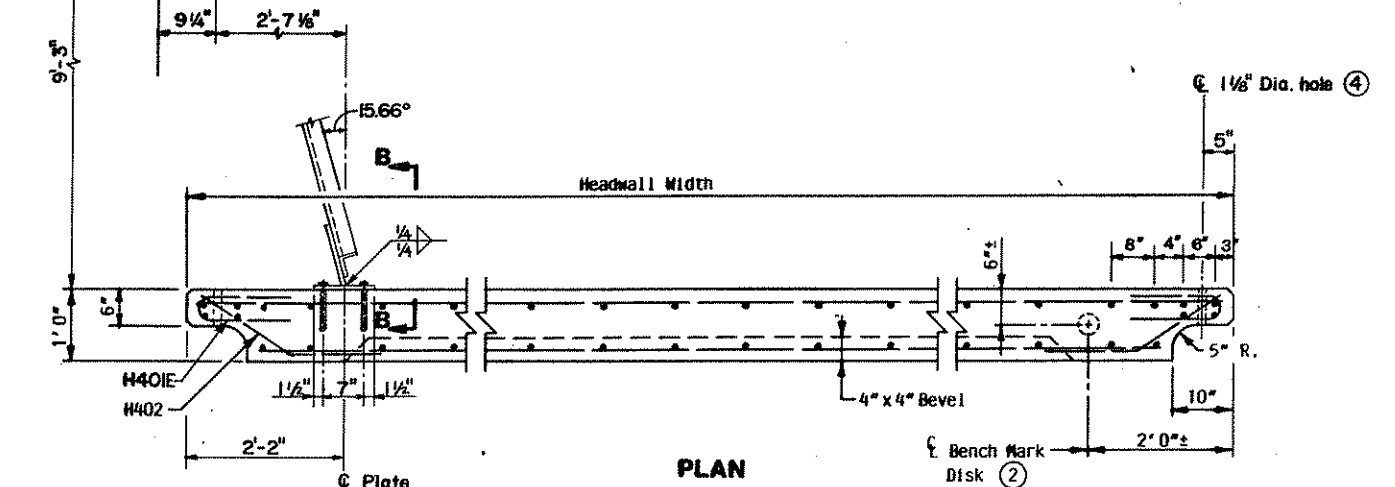 9¼" 2'-7⅛"
9'-3"
℄ 1⅛" Dia. hole ④
15.66°
5"
B
Headwall Width
¼
¼
6"±
8" 4" 6" 3"
1'0" 6"
B
5" R.
H401E
1½" 7" 1½"
H402
4"x4" Bevel
10"
2'-2"
℄ Bench Mark
Disk ②
2'0"±
PLAN
℄ Plate